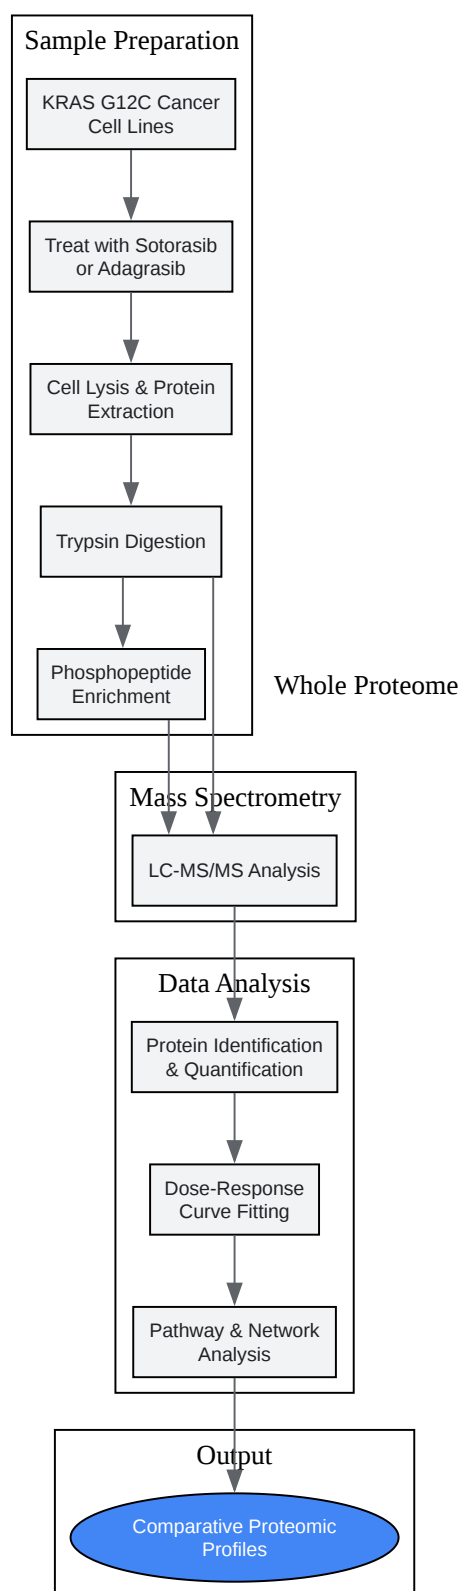 Sample Preparation
KRAS G12C Cancer
Cell Lines
Treat with Sotorasib
or Adagrasib
Cell Lysis & Protein
Extraction
Trypsin Digestion
Phosphopeptide
Enrichment
Whole Proteome
Mass Spectrometry
LC-MS/MS Analysis
Data Analysis
Protein Identification
& Quantification
Dose-Response
Curve Fitting
Pathway & Network
Analysis
Output
Comparative Proteomic
Profiles